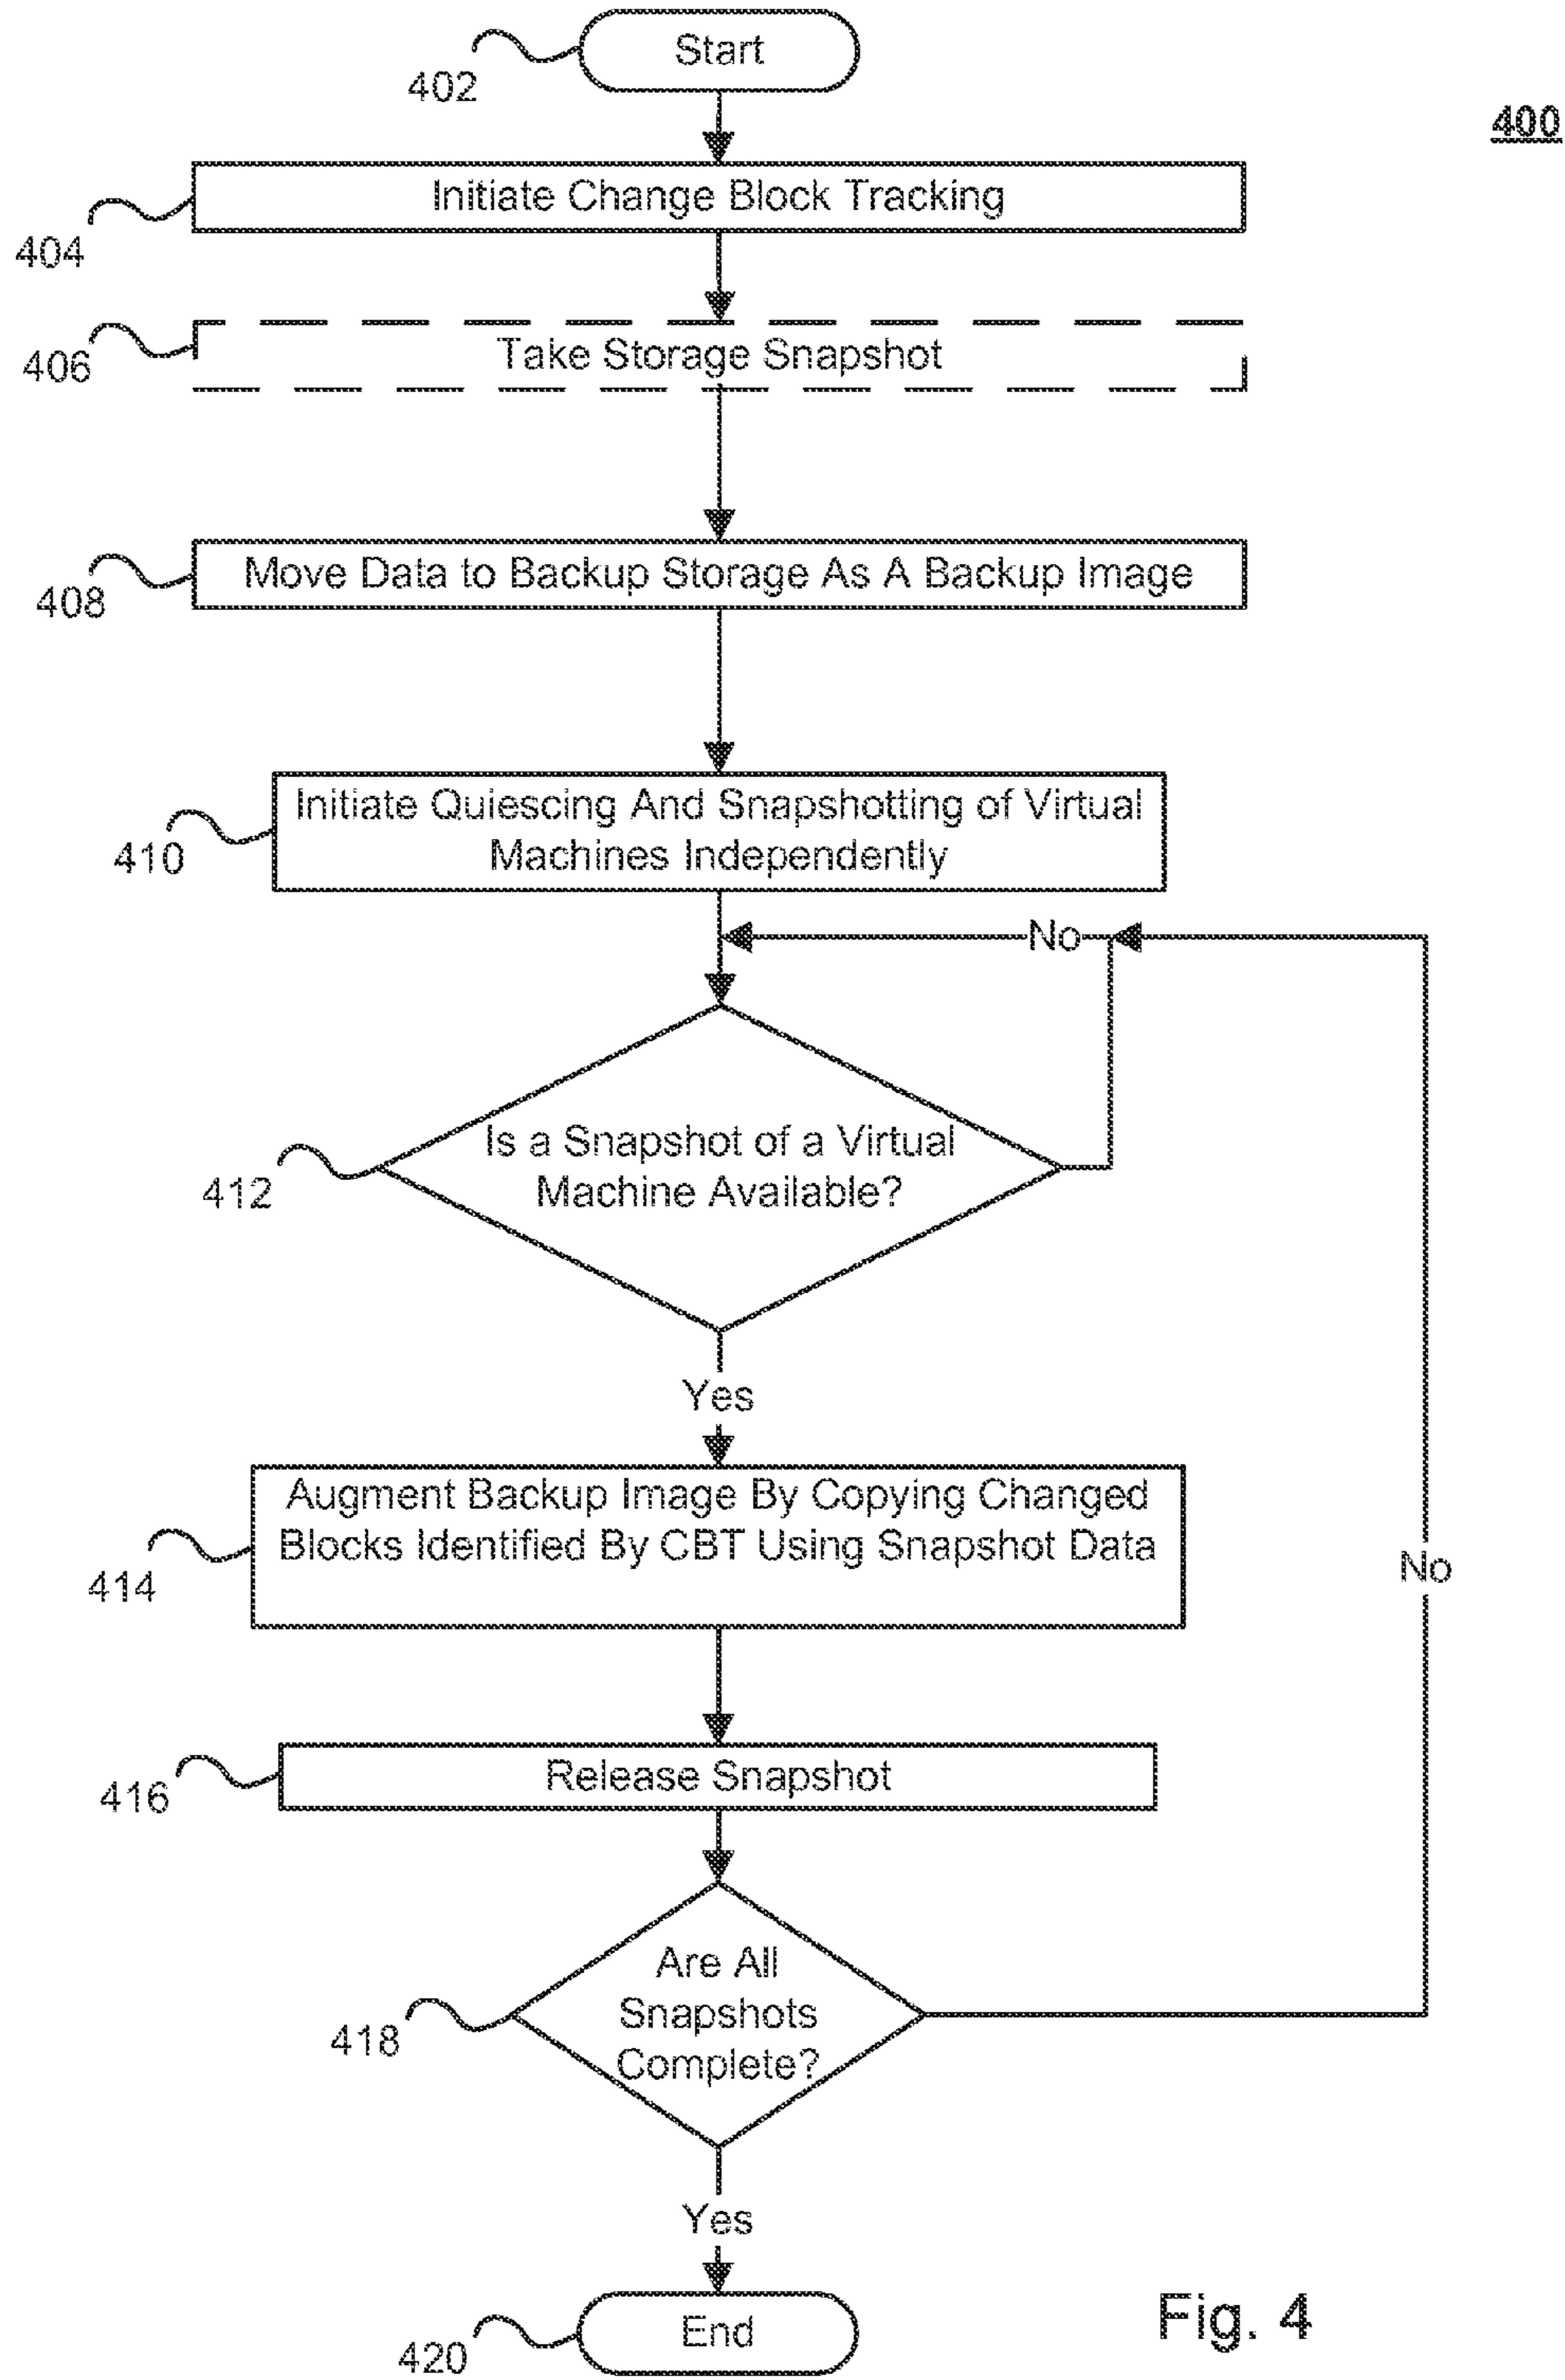 Start
402
400
Initiate Change Block Tracking
404
Take Storage Snapshot
406
Move Data to Backup Storage As A Backup Image
408
Initiate Quiescing And Snapshotting of Virtual
Machines Independently
410
No
Is a Snapshot of a Virtual
Machine Available?
412
Yes
Augment Backup Image By Copying Changed
Blocks Identified By CBT Using Snapshot Data
414
No
Release Snapshot
416
Are All
Snapshots
Complete?
418
Yes
End
420
Fig. 4